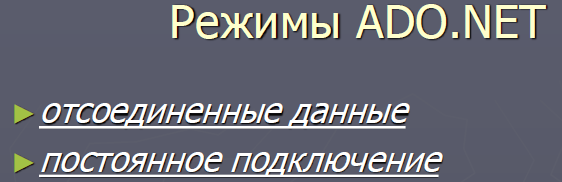 Режимы ADO.NET
отсоединенные данные
постоянное подключение